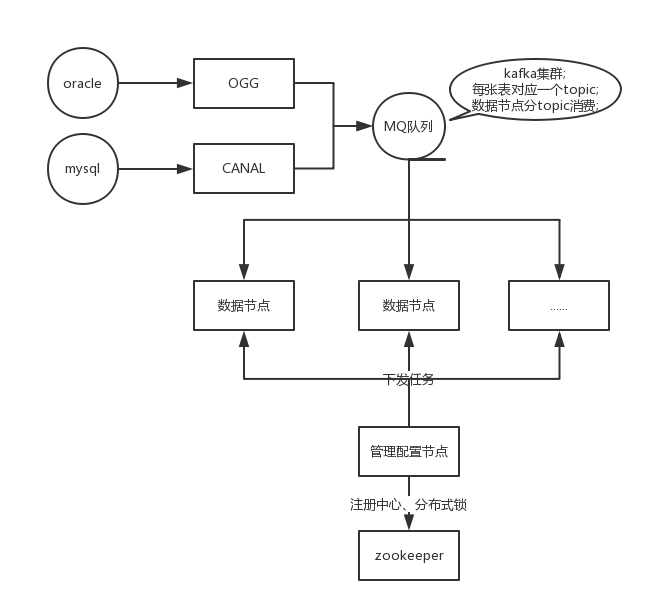 kafka集群;
每张表对应一个topic;
数据节点分topic消费;
oracle
OGG
MQ队列
mysql
CANAL
数据节点
数据节点
......
下发任务
管理配置节点
注册中心、分布式锁
zookeeper